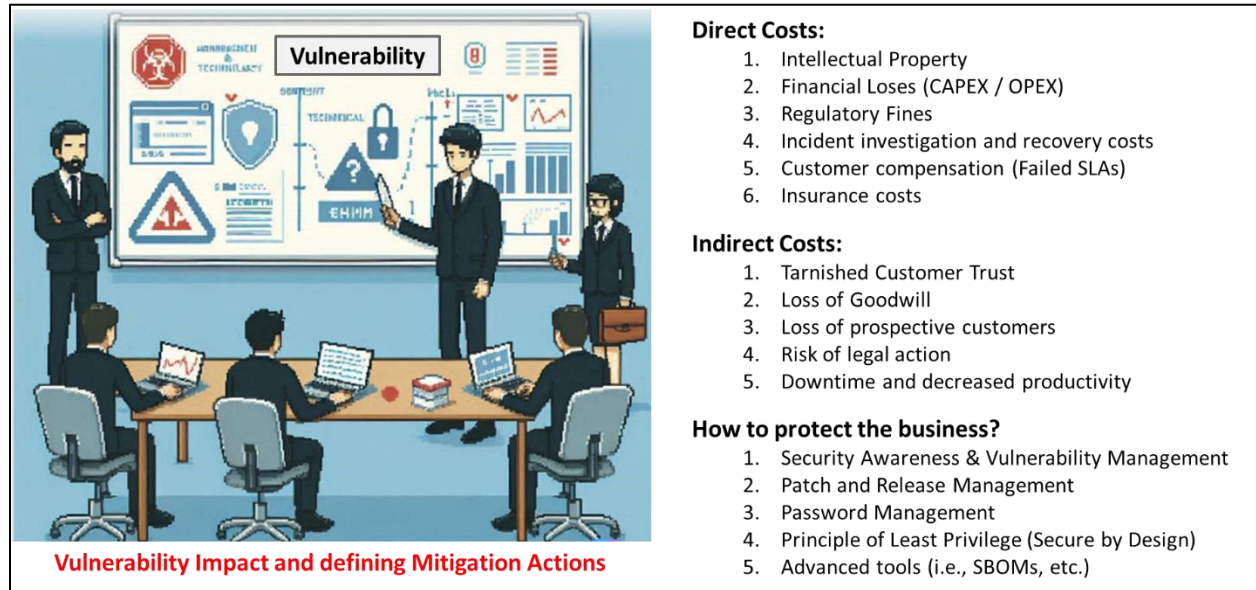 Vulnerability
TECHNICAL
Vulnerability Impact and defining Mitigation Actions
Direct Costs:
1. Intellectual Property
2. Financial Loses (CAPEX / OPEX)
3. Regulatory Fines
4. Incident investigation and recovery costs
5. Customer compensation (Failed SLAs)
6. Insurance costs
Indirect Costs:
1. Tarnished Customer Trust
2. Loss of Goodwill
3. Loss of prospective customers
4. Risk of legal action
5. Downtime and decreased productivity
How to protect the business?
1. Security Awareness & Vulnerability Management
2. Patch and Release Management
3. Password Management
4. Principle of Least Privilege (Secure by Design)
5. Advanced tools (i.e., SBOMs, etc.)